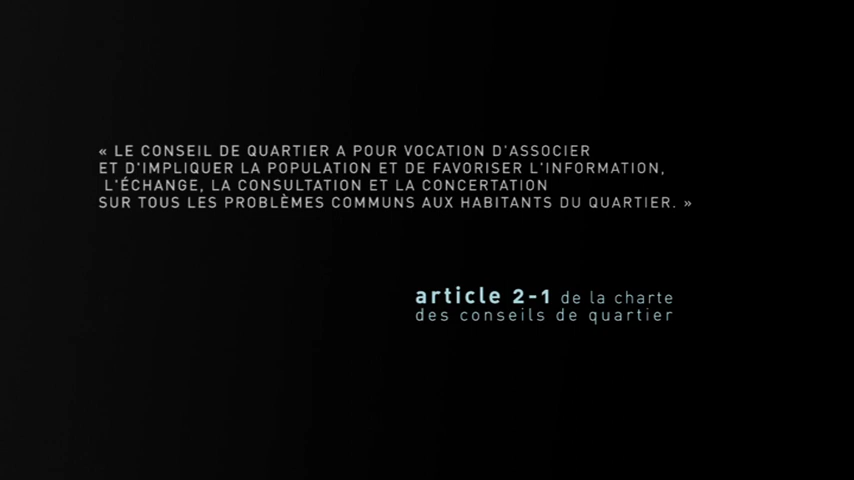 « LE CONSEIL DE QUARTIER A POUR VOCATION D'ASSOCIER
ET D'IMPLIQUER LA POPULATION ET DE FAVORISER L'INFORMATION,
L'ÉCHANGE, LA CONSULTATION ET LA CONCERTATION
SUR TOUS LES PROBLÈMES COMMUNS AUX HABITANTS DU QUARTIER. »
article 2-1 de la charte
des conseils de quartier